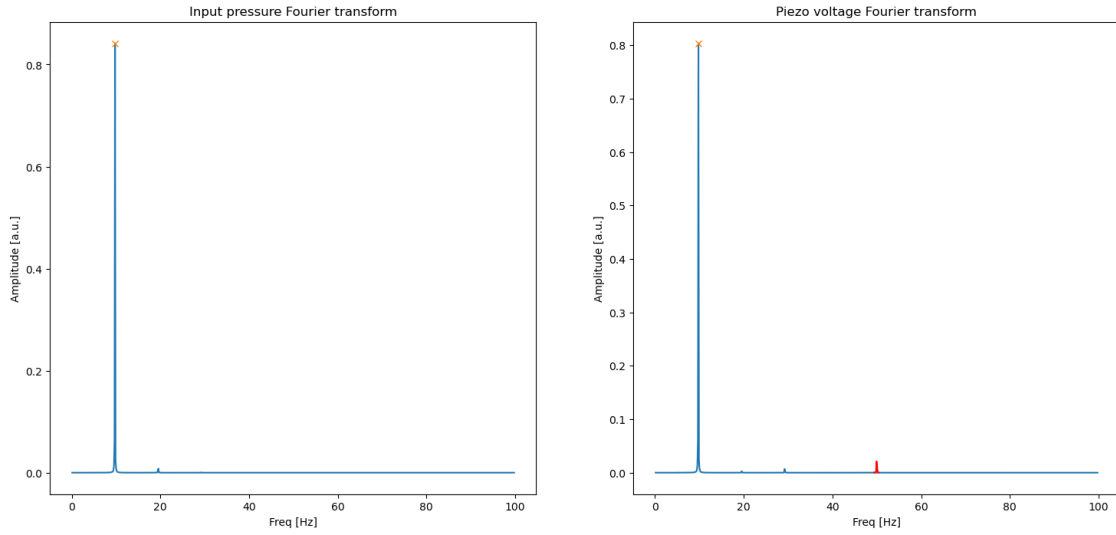 Input pressure Fourier transform
Amplitude [a.u.]
0.8
0.6
0.4
0.2
0.0
0 20 40 60 80 100
Freq [Hz]
Piezo voltage Fourier transform
Amplitude [a.u.]
0.8
0.7
0.6
0.5
0.4
0.3
0.2
0.1
0.0
0 20 40 60 80 100
Freq [Hz]